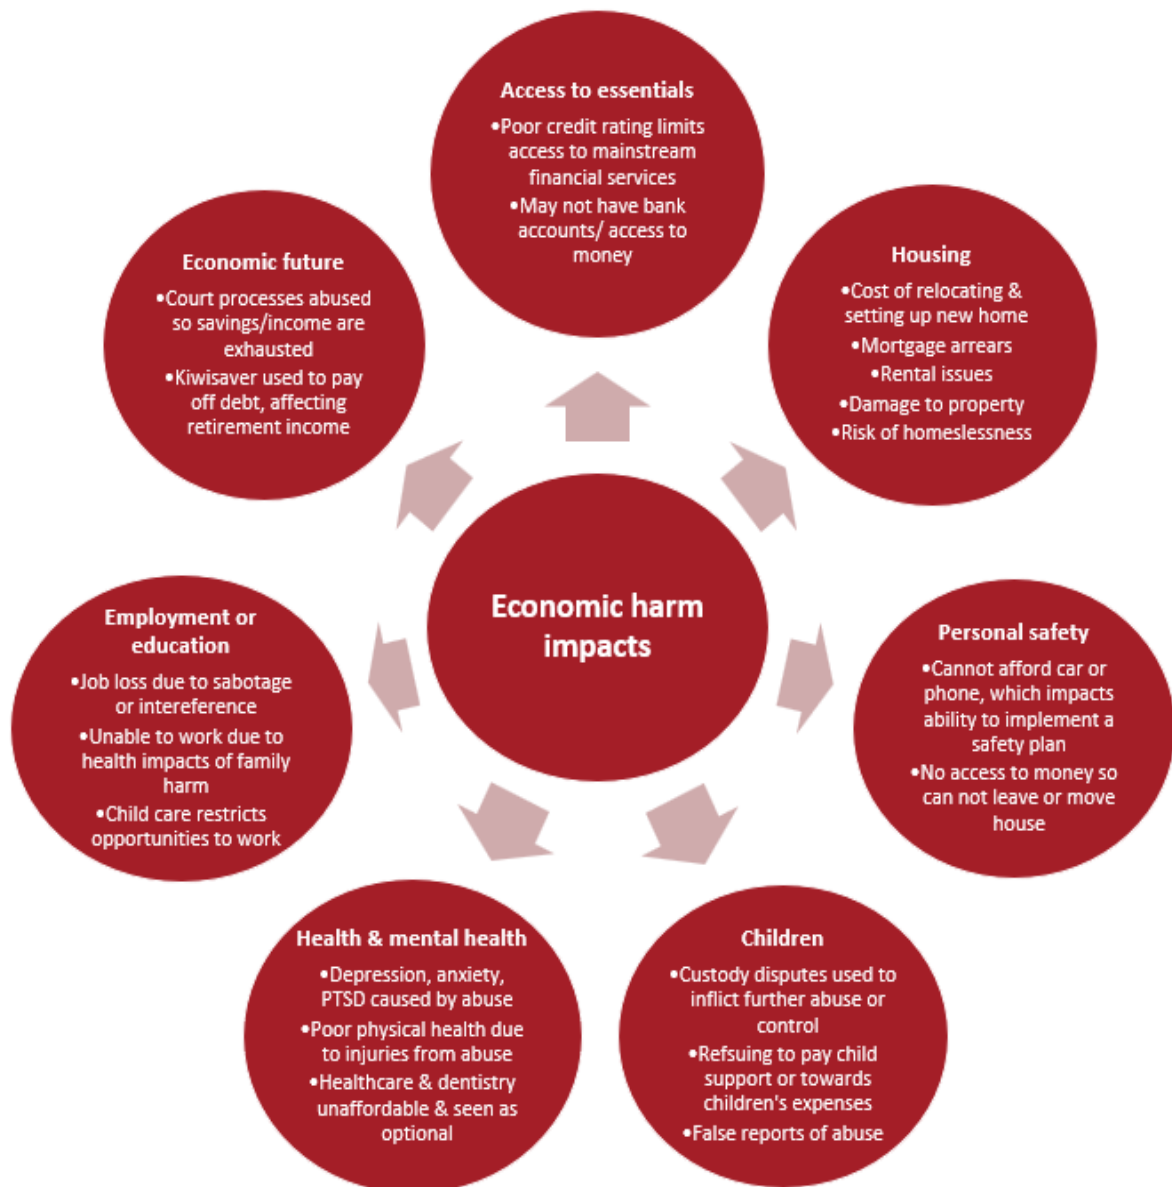 Access to essentials
•Poor credit rating limits
access to mainstream
financial services
•May not have bank
accounts/ access to
money
Housing
•Cost of relocating &
setting up new home
•Mortgage arrears
•Rental issues
•Damage to property
•Risk of homeslessness
Personal safety
•Cannot afford car or
phone, which impacts
ability to implement a
safety plan
•No access to money so
can not leave or move
house
Children
•Custody disputes used to
inflict further abuse or
control
•Refsuing to pay child
support or towards
children's expenses
•False reports of abuse
Health & mental health
•Depression, anxiety,
PTSD caused by abuse
•Poor physical health due
to injuries from abuse
•Healthcare & dentistry
unaffordable & seen as
optional
Employment or
education
•Job loss due to sabotage
or intereference
•Unable to work due to
health impacts of family
harm
•Child care restricts
opportunities to work
Economic future
•Court processes abused
so savings/income are
exhausted
•Kiwisaver used to pay
off debt, affecting
retirement income
Economic harm
impacts